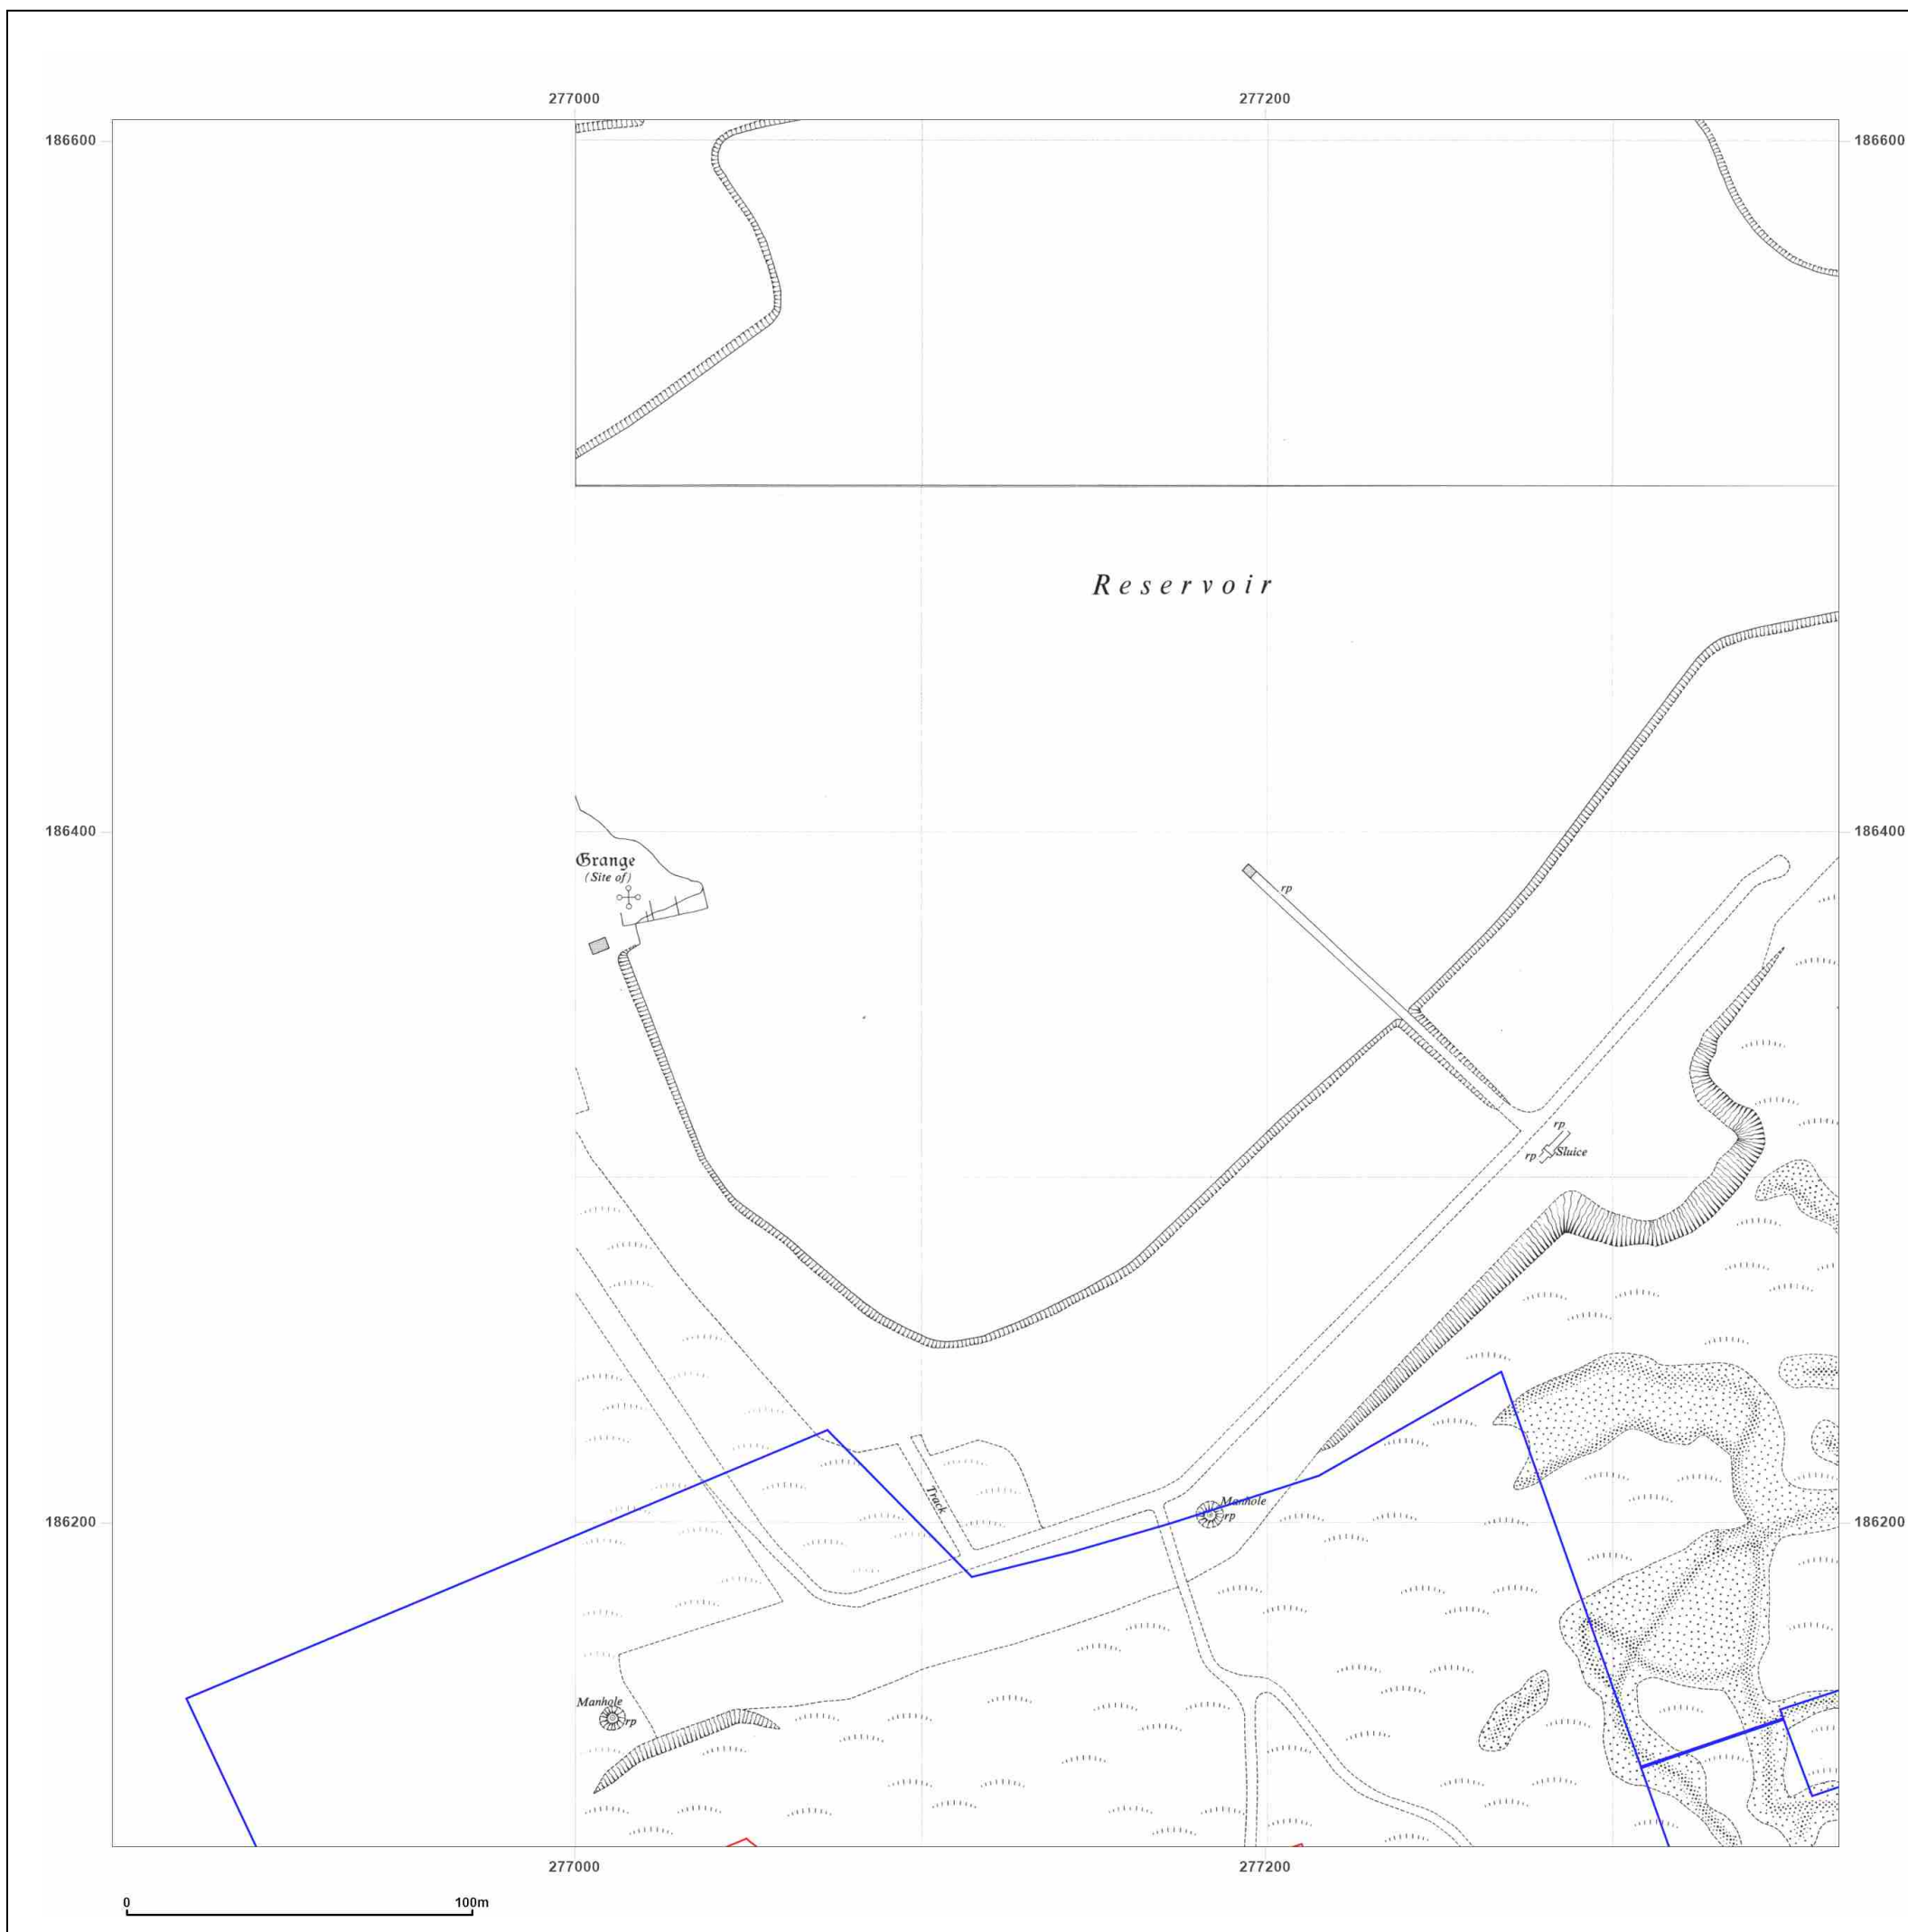 277000 277200
186600 186600
Reservoir
186400 186400
Grange
(Site of)
rp
rp
rp Sluice
Track
Manhole
rp
186200 186200
Manhole
rp
277000 277200
0 100m